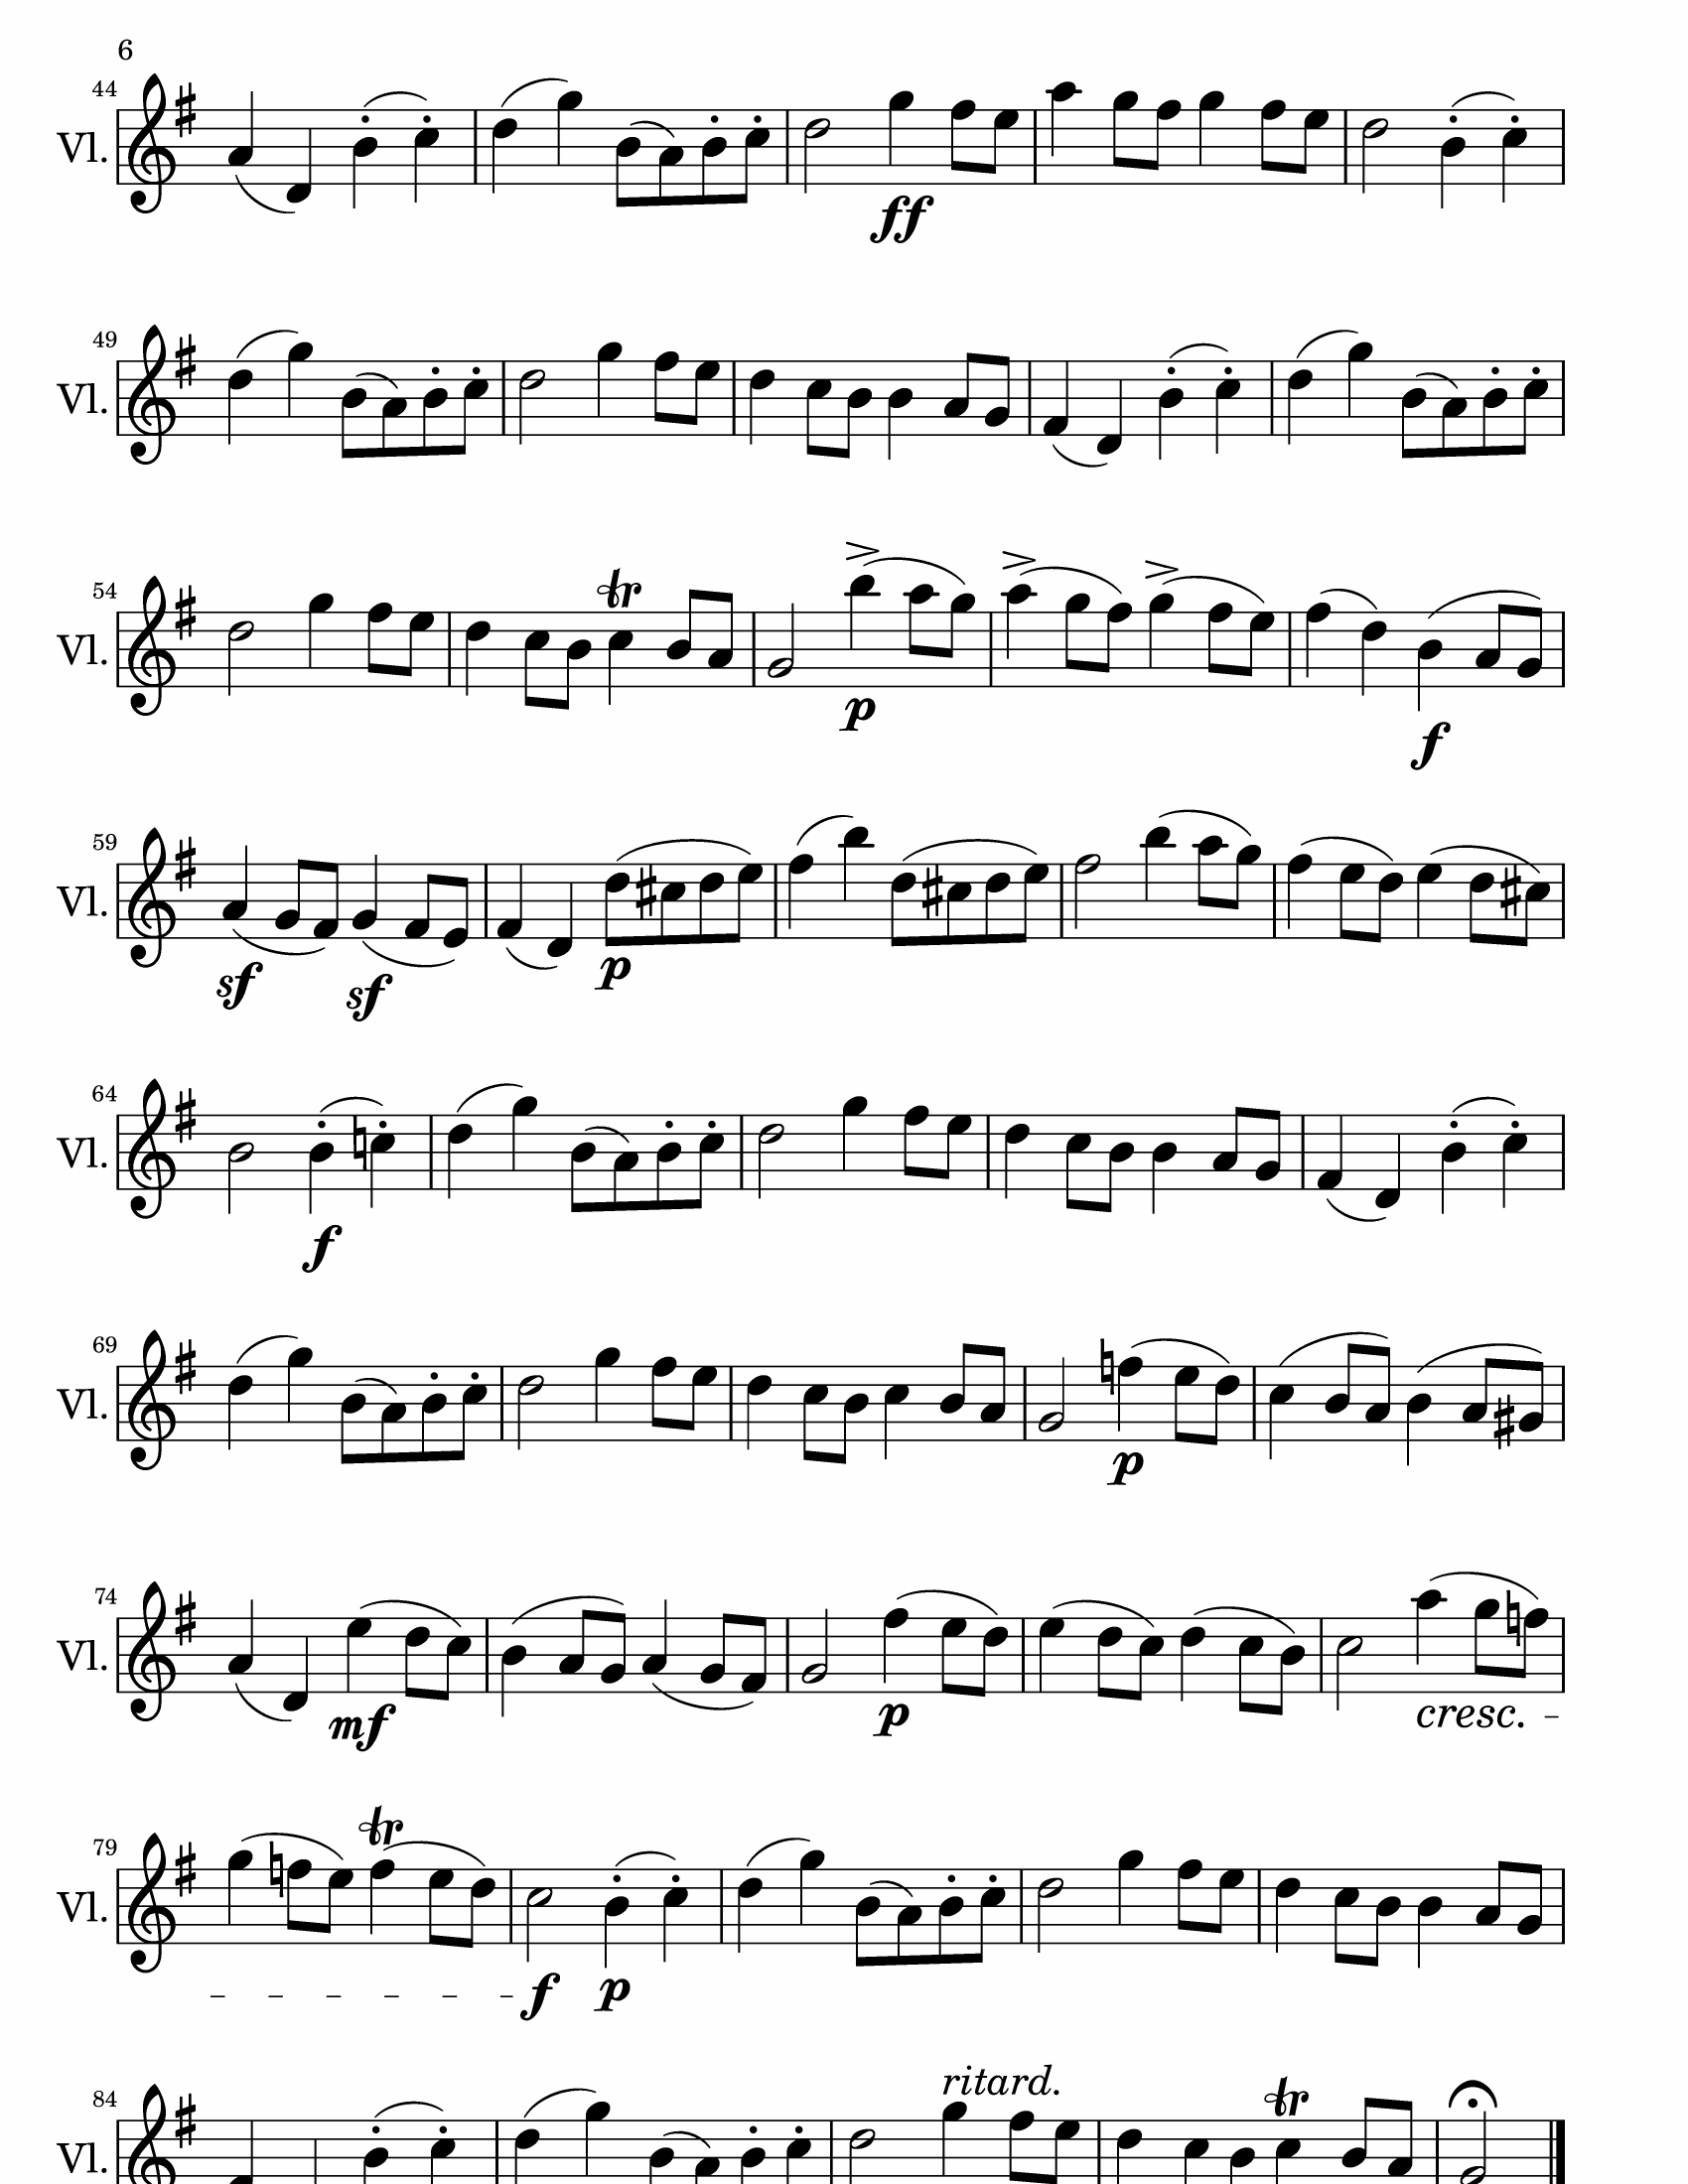 6
44
Vl.
ff
49
Vl.
54
Vl.
tr
p
f
59
Vl.
sf sf p
64
Vl.
f
69
Vl.
p
74
Vl.
mf p cresc.
79
Vl.
tr
f p
84
Vl.
ritard.
tr